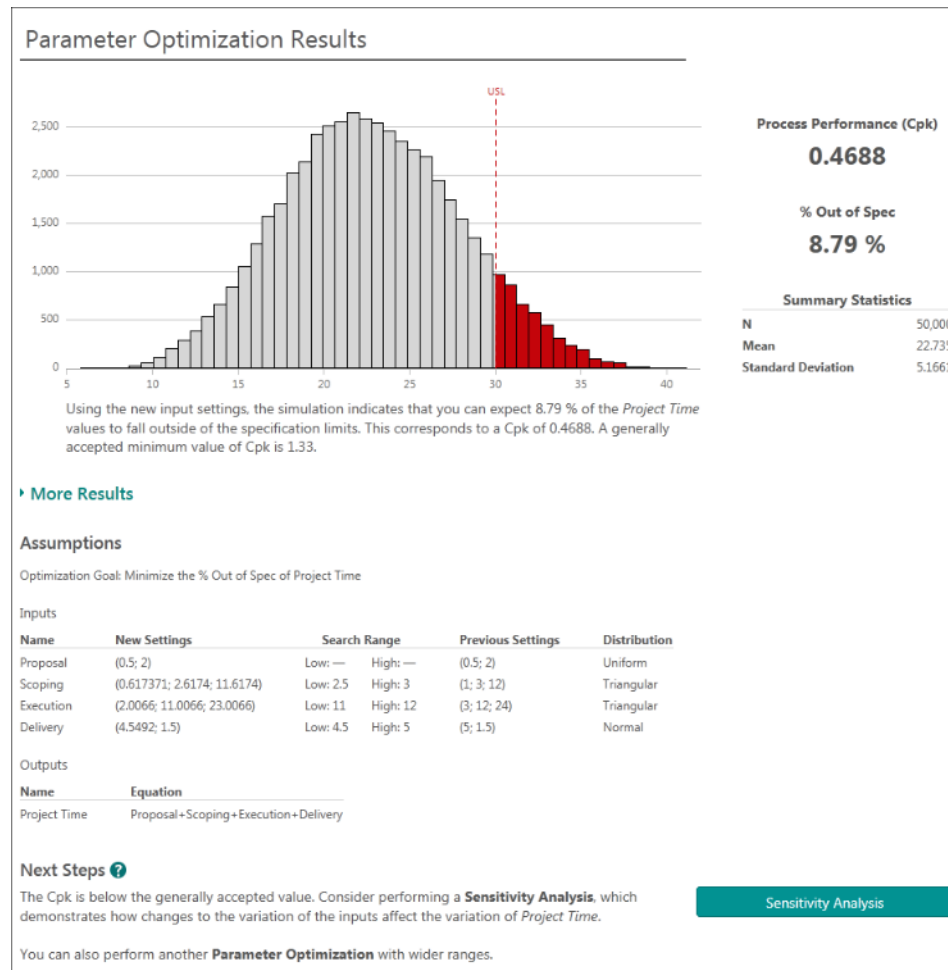 Parameter Optimization Results
USL
2,500
2,000
1,500
1,000
500
0
5 10 15 20 25 30 35 40
Using the new input settings, the simulation indicates that you can expect 8.79 % of the Project Time
values to fall outside of the specification limits. This corresponds to a Cpk of 0.4688. A generally
accepted minimum value of Cpk is 1.33.
Process Performance (Cpk)
0.4688
% Out of Spec
8.79 %
Summary Statistics
N 50,000
Mean 22.735
Standard Deviation 5.1661
More Results
Assumptions
Optimization Goal: Minimize the % Out of Spec of Project Time
Inputs
Name New Settings Search Range Previous Settings Distribution
Proposal (0.5; 2) Low: — High: — (0.5; 2) Uniform
Scoping (0.617371; 2.6174; 11.6174) Low: 2.5 High: 3 (1; 3; 12) Triangular
Execution (2.0066; 11.0066; 23.0066) Low: 11 High: 12 (3; 12; 24) Triangular
Delivery (4.5492; 1.5) Low: 4.5 High: 5 (5; 1.5) Normal
Outputs
Name Equation
Project Time Proposal+Scoping+Execution+Delivery
Next Steps ?
The Cpk is below the generally accepted value. Consider performing a Sensitivity Analysis, which
demonstrates how changes to the variation of the inputs affect the variation of Project Time.
Sensitivity Analysis
You can also perform another Parameter Optimization with wider ranges.